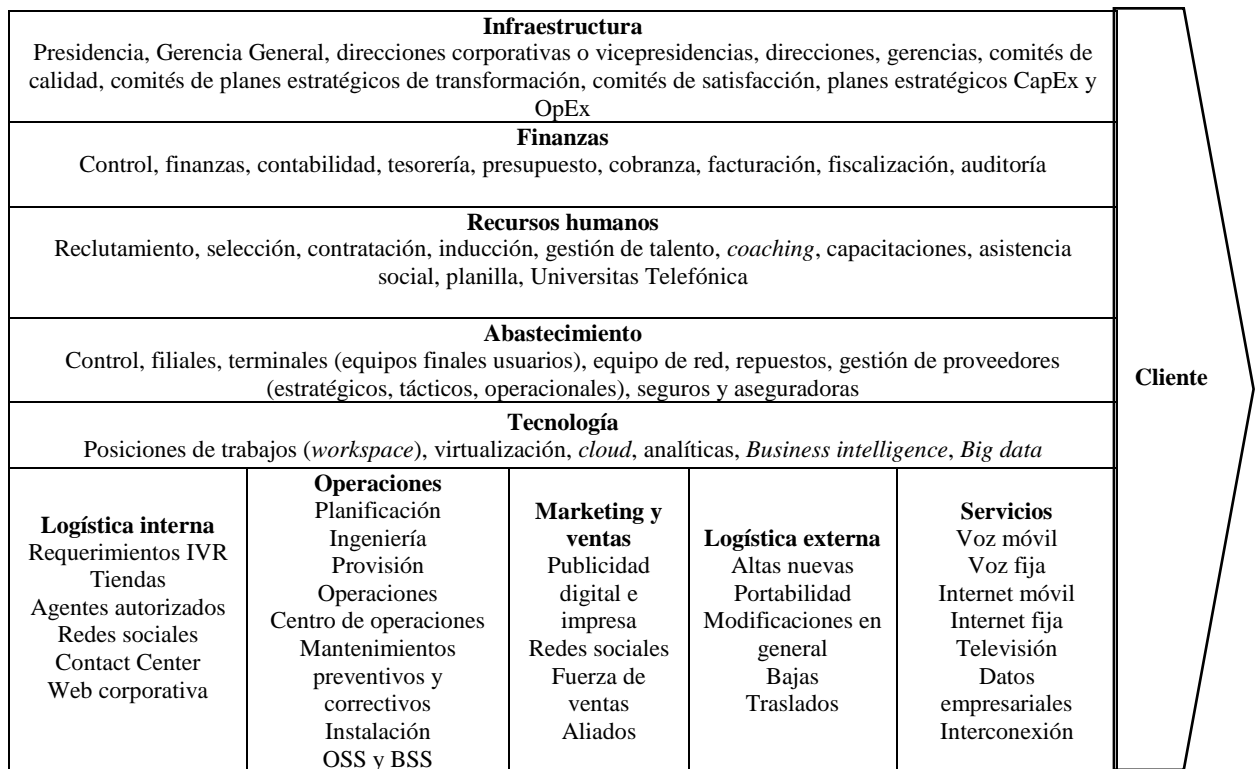 Infraestructura
Presidencia, Gerencia General, direcciones corporativas o vicepresidencias, direcciones, gerencias, comités de
calidad, comités de planes estratégicos de transformación, comités de satisfacción, planes estratégicos CapEx y
OpEx
Finanzas
Control, finanzas, contabilidad, tesorería, presupuesto, cobranza, facturación, fiscalización, auditoría
Recursos humanos
Reclutamiento, selección, contratación, inducción, gestión de talento, coaching, capacitaciones, asistencia
social, planilla, Universitas Telefónica
Abastecimiento
Control, filiales, terminales (equipos finales usuarios), equipo de red, repuestos, gestión de proveedores
(estratégicos, tácticos, operacionales), seguros y aseguradoras
Tecnología
Posiciones de trabajos (workspace), virtualización, cloud, analíticas, Business intelligence, Big data
Logística interna
Requerimientos IVR
Tiendas
Agentes autorizados
Redes sociales
Contact Center
Web corporativa
Operaciones
Planificación
Ingeniería
Provisión
Operaciones
Centro de operaciones
Mantenimientos
preventivos y
correctivos
Instalación
OSS y BSS
Marketing y
ventas
Publicidad
digital e
impresa
Redes sociales
Fuerza de
ventas
Aliados
Logística externa
Altas nuevas
Portabilidad
Modificaciones en
general
Bajas
Traslados
Servicios
Voz móvil
Voz fija
Internet móvil
Internet fija
Televisión
Datos
empresariales
Interconexión
Cliente